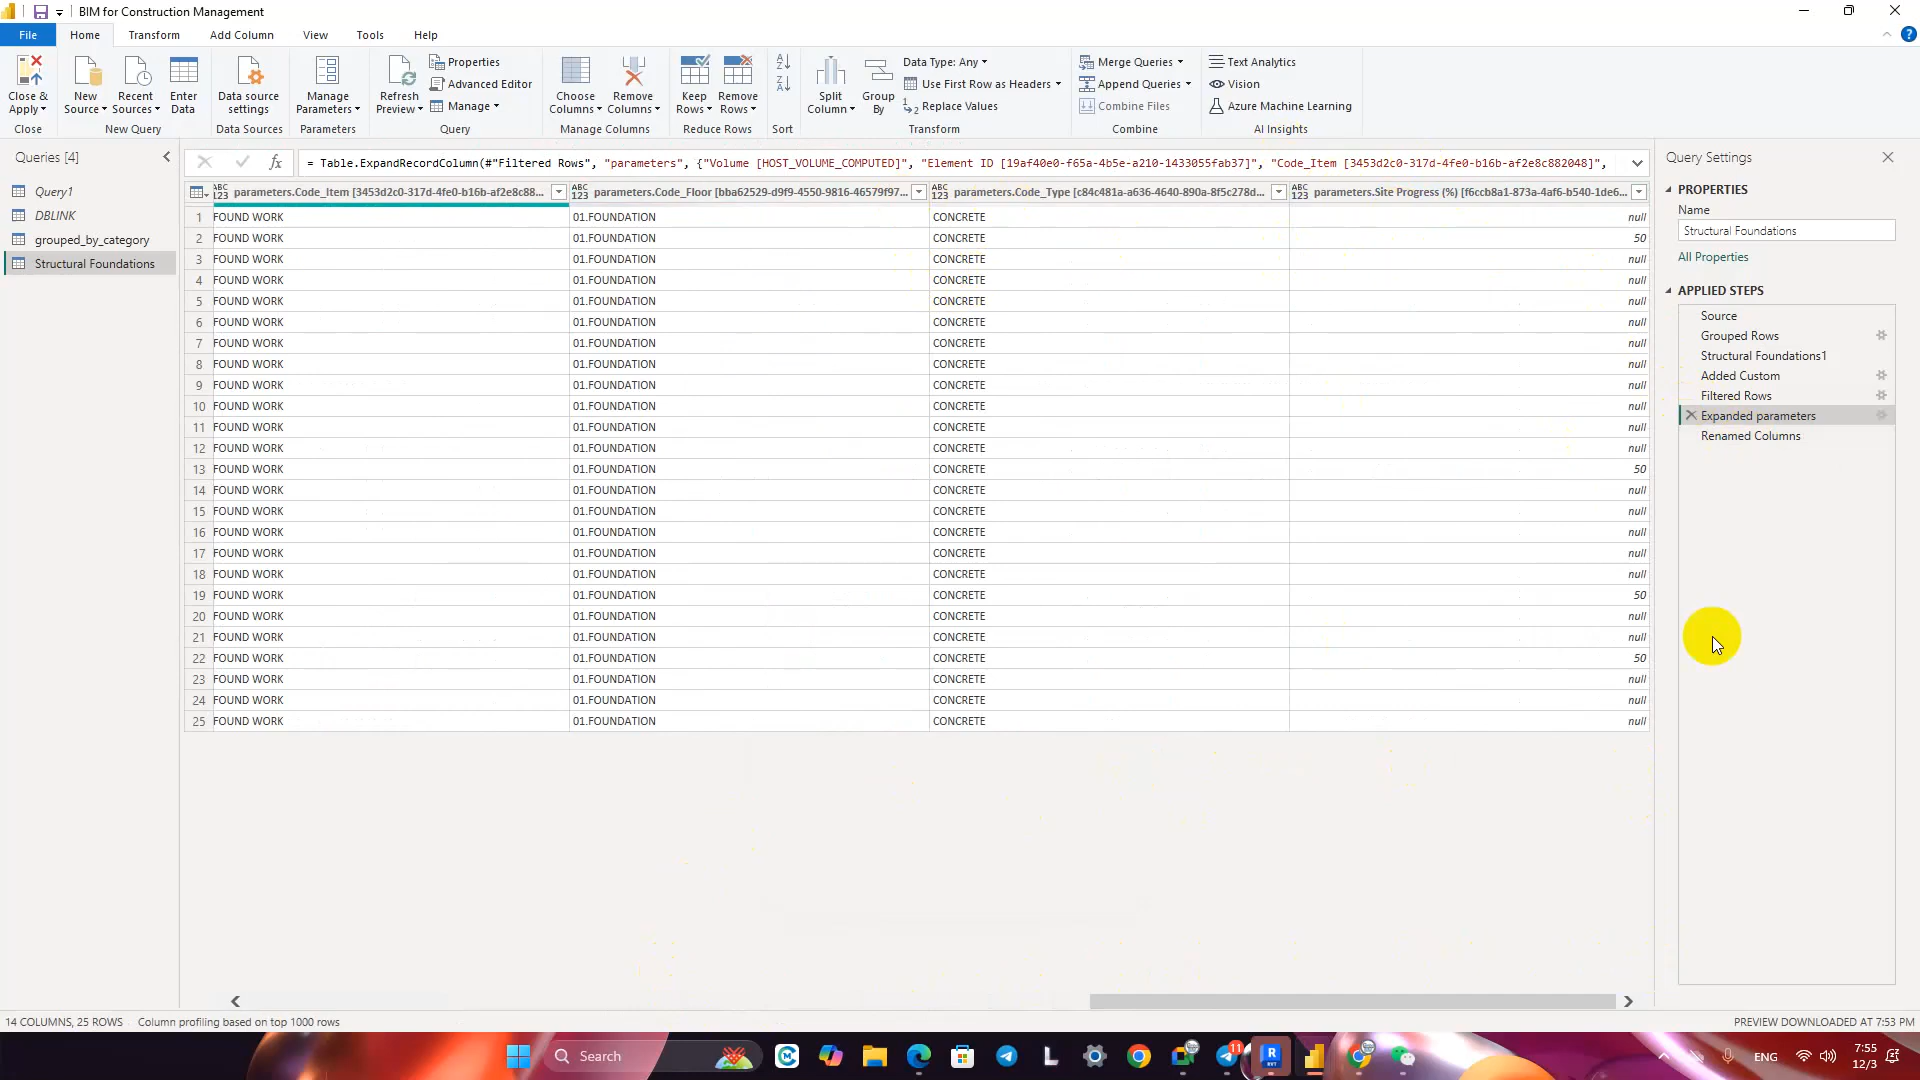 BIM for Construction Management
File Home Transform Add Column View Tools Help
Close & Apply
New Source
Recent Sources
Enter Data
Data source settings
Manage Parameters
Refresh Preview
Properties
Advanced Editor
Manage
Choose Columns
Remove Columns
Keep Rows
Remove Rows
Split Column
Group By
Data Type: Any
Use First Row as Headers
Replace Values
Merge Queries
Append Queries
Combine Files
Text Analytics
Vision
Azure Machine Learning
Close New Query Data Sources Parameters Query Manage Columns Reduce Rows Sort Transform Combine AI Insights
Queries [4]
Query1
DBLINK
grouped_by_category
Structural Foundations
= Table.ExpandRecordColumn(#"Filtered Rows", "parameters", {"Volume [HOST_VOLUME_COMPUTED]", "Element ID [19af40e0-f65a-4b5e-a210-1433055fab37]", "Code_Item [3453d2c0-317d-4fe0-b16b-af2e8c882048]",
ABC 123 parameters.Code_Item [3453d2c0-317d-4fe0-b16b-af2e8c88... ABC 123 parameters.Code_Floor [bba62529-d9f9-4550-9816-46579f97... ABC 123 parameters.Code_Type [c84c481a-a636-4640-890a-8f5c278d... ABC 123 parameters.Site Progress (%) [f6ccb8a1-873a-4af6-b540-1de6...
1 FOUND WORK 01.FOUNDATION CONCRETE null
2 FOUND WORK 01.FOUNDATION CONCRETE 50
3 FOUND WORK 01.FOUNDATION CONCRETE null
4 FOUND WORK 01.FOUNDATION CONCRETE null
5 FOUND WORK 01.FOUNDATION CONCRETE null
6 FOUND WORK 01.FOUNDATION CONCRETE null
7 FOUND WORK 01.FOUNDATION CONCRETE null
8 FOUND WORK 01.FOUNDATION CONCRETE null
9 FOUND WORK 01.FOUNDATION CONCRETE null
10 FOUND WORK 01.FOUNDATION CONCRETE null
11 FOUND WORK 01.FOUNDATION CONCRETE null
12 FOUND WORK 01.FOUNDATION CONCRETE null
13 FOUND WORK 01.FOUNDATION CONCRETE 50
14 FOUND WORK 01.FOUNDATION CONCRETE null
15 FOUND WORK 01.FOUNDATION CONCRETE null
16 FOUND WORK 01.FOUNDATION CONCRETE null
17 FOUND WORK 01.FOUNDATION CONCRETE null
18 FOUND WORK 01.FOUNDATION CONCRETE null
19 FOUND WORK 01.FOUNDATION CONCRETE 50
20 FOUND WORK 01.FOUNDATION CONCRETE null
21 FOUND WORK 01.FOUNDATION CONCRETE null
22 FOUND WORK 01.FOUNDATION CONCRETE 50
23 FOUND WORK 01.FOUNDATION CONCRETE null
24 FOUND WORK 01.FOUNDATION CONCRETE null
25 FOUND WORK 01.FOUNDATION CONCRETE null
Query Settings
PROPERTIES
Name
Structural Foundations
All Properties
APPLIED STEPS
Source
Grouped Rows
Structural Foundations1
Added Custom
Filtered Rows
Expanded parameters
Renamed Columns
14 COLUMNS, 25 ROWS Column profiling based on top 1000 rows
PREVIEW DOWNLOADED AT 7:53 PM
Search
11
ENG
7:55
12/3